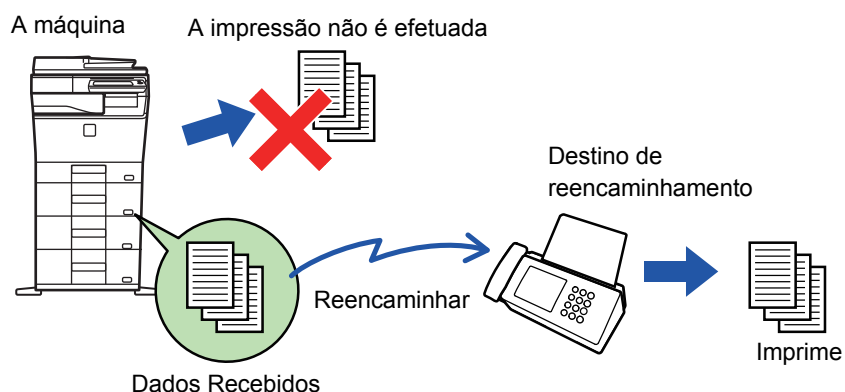 A máquina
A impressão não é efetuada
Destino de
reencaminhamento
Reencaminhar
Imprime
Dados Recebidos